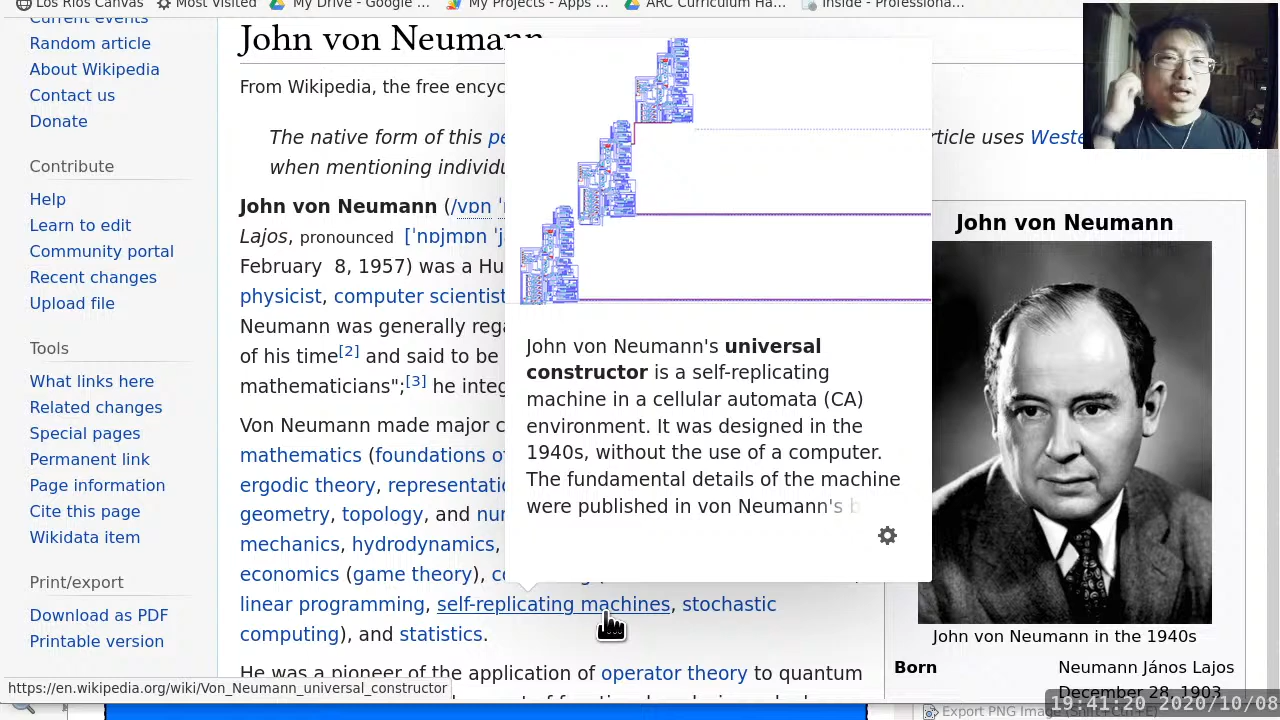 Los Rios Canvas
Most Visited
My Drive - Google ...
My Projects - Apps ...
ARC Curriculum Ha...
Inside - Professiona...
Current events
Random article
About Wikipedia
Contact us
Donate
Contribute
Help
Learn to edit
Community portal
Recent changes
Upload file
Tools
What links here
Related changes
Special pages
Permanent link
Page information
Cite this page
Wikidata item
Print/export
Download as PDF
Printable version
John von Neumann
From Wikipedia, the free encyc
The native form of this pe
rticle uses Weste
when mentioning individu
John von Neumann (/vɒn ˈn
Lajos, pronounced [ˈnɒjmɒn ˈj
February 8, 1957) was a Hu
physicist, computer scientist
Neumann was generally rega
of his time[2] and said to be
mathematicians";[3] he integ
Von Neumann made major c
mathematics (foundations of
ergodic theory, representatio
geometry, topology, and nur
mechanics, hydrodynamics,
economics (game theory), co
linear programming, self-replicating machines, stochastic
computing), and statistics.
He was a pioneer of the application of operator theory to quantum
John von Neumann's universal
constructor is a self-replicating
machine in a cellular automata (CA)
environment. It was designed in the
1940s, without the use of a computer.
The fundamental details of the machine
were published in von Neumann's b
John von Neumann
John von Neumann in the 1940s
Born Neumann János Lajos
December 28, 1903
https://en.wikipedia.org/wiki/Von_Neumann_universal_constructor
Export PNG Image (Shift+Ctrl+E)
19:41:20 2020/10/08